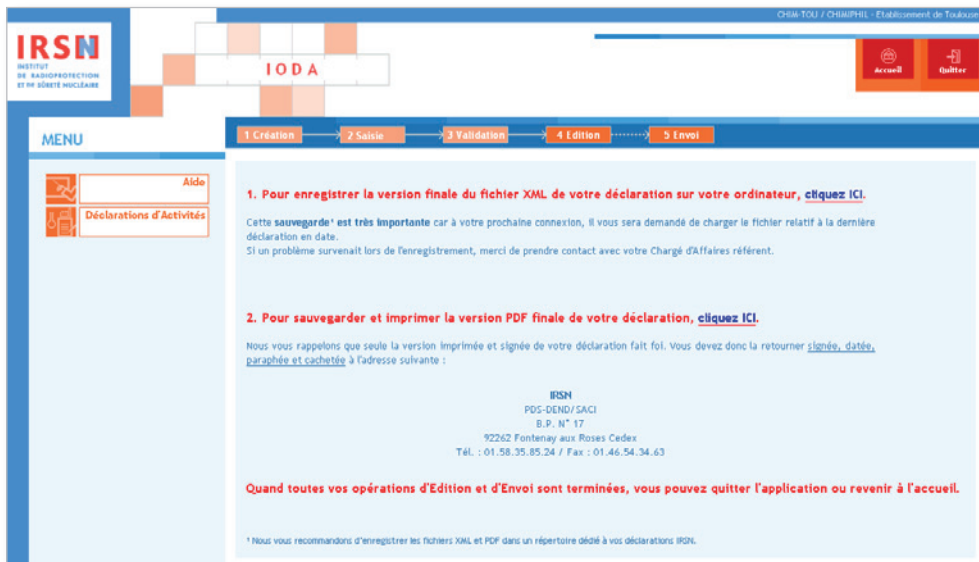 CHIM-TOU / CHIMIPHIL - Etablissement de Toulouse
IRSN
INSTITUT
DE RADIOPROTECTION
ET DE SÛRETÉ NUCLÉAIRE
IODA
Accueil
Quitter
MENU
1 Création
2 Saisie
3 Validation
4 Edition
5 Envoi
Aide
Déclarations d'Activités
1. Pour enregistrer la version finale du fichier XML de votre déclaration sur votre ordinateur, cliquez ICI.
Cette sauvegarde¹ est très importante car à votre prochaine connexion, il vous sera demandé de charger le fichier relatif à la dernière
déclaration en date.
Si un problème survenait lors de l'enregistrement, merci de prendre contact avec votre Chargé d'Affaires référent.
2. Pour sauvegarder et imprimer la version PDF finale de votre déclaration, cliquez ICI.
Nous vous rappelons que seule la version imprimée et signée de votre déclaration fait foi. Vous devez donc la retourner signée, datée,
paraphée et cachetée à l'adresse suivante :
IRSN
PDS-DEND/SACI
B.P. N° 17
92262 Fontenay aux Roses Cedex
Tél. : 01.58.35.85.24 / Fax : 01.46.54.34.63
Quand toutes vos opérations d'Edition et d'Envoi sont terminées, vous pouvez quitter l'application ou revenir à l'accueil.
¹ Nous vous recommandons d'enregistrer les fichiers XML et PDF dans un répertoire dédié à vos déclarations IRSN.